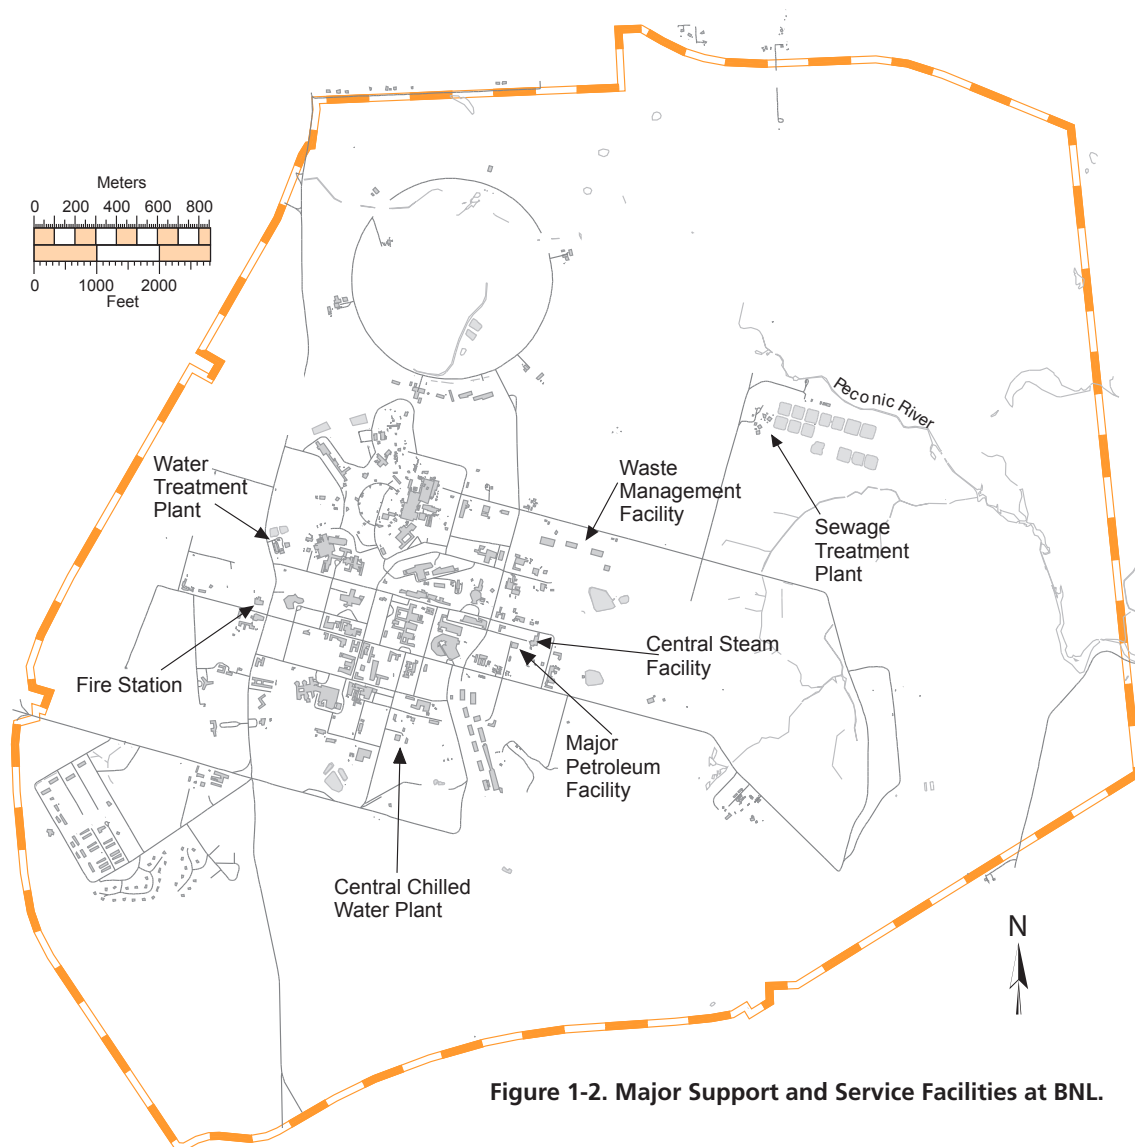 Meters
0 200 400 600 800
0 1000 2000
Feet
Peconic River
Water
Treatment
Plant
Waste
Management
Facility
Sewage
Treatment
Plant
Central Steam
Facility
Fire Station
Major
Petroleum
Facility
Central Chilled
Water Plant
N
Figure 1-2. Major Support and Service Facilities at BNL.